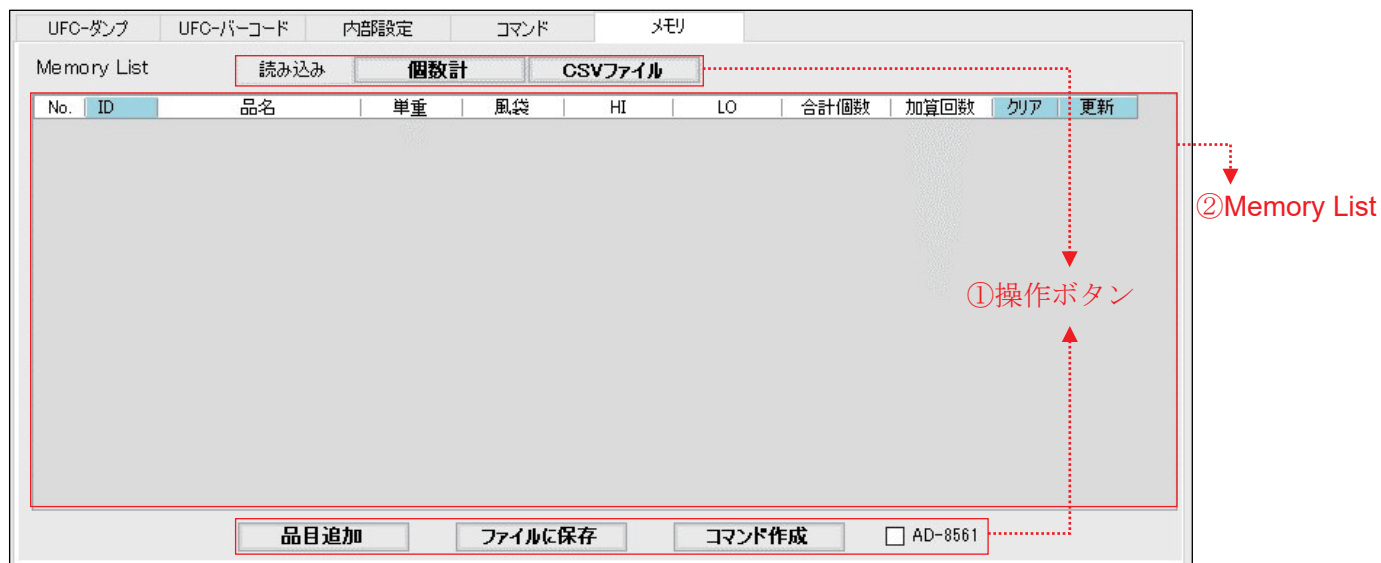 UFC-ダンプ UFC-バーコード 内部設定 コマンド メモリ
Memory List 読み込み 個数計 CSVファイル
No. ID 品名 単重 風袋 HI LO 合計個数 加算回数 クリア 更新
②Memory List
①操作ボタン
品目追加 ファイルに保存 コマンド作成 AD-8561